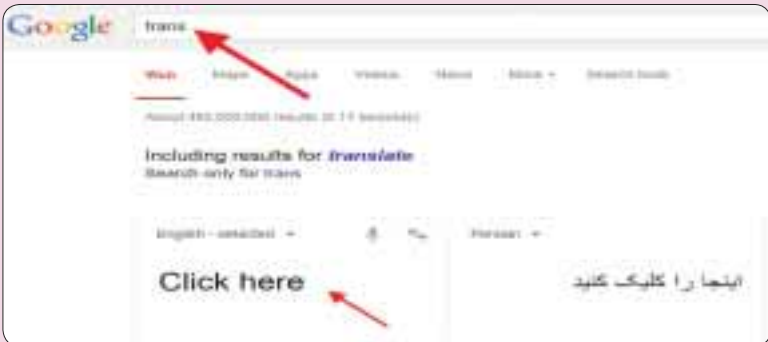 Google trans
Web Maps Apps Videos News More Search tools
About 
Including results for translate
Search only for trans
English - detected Persian
Click here اینجا را کلیک کنید